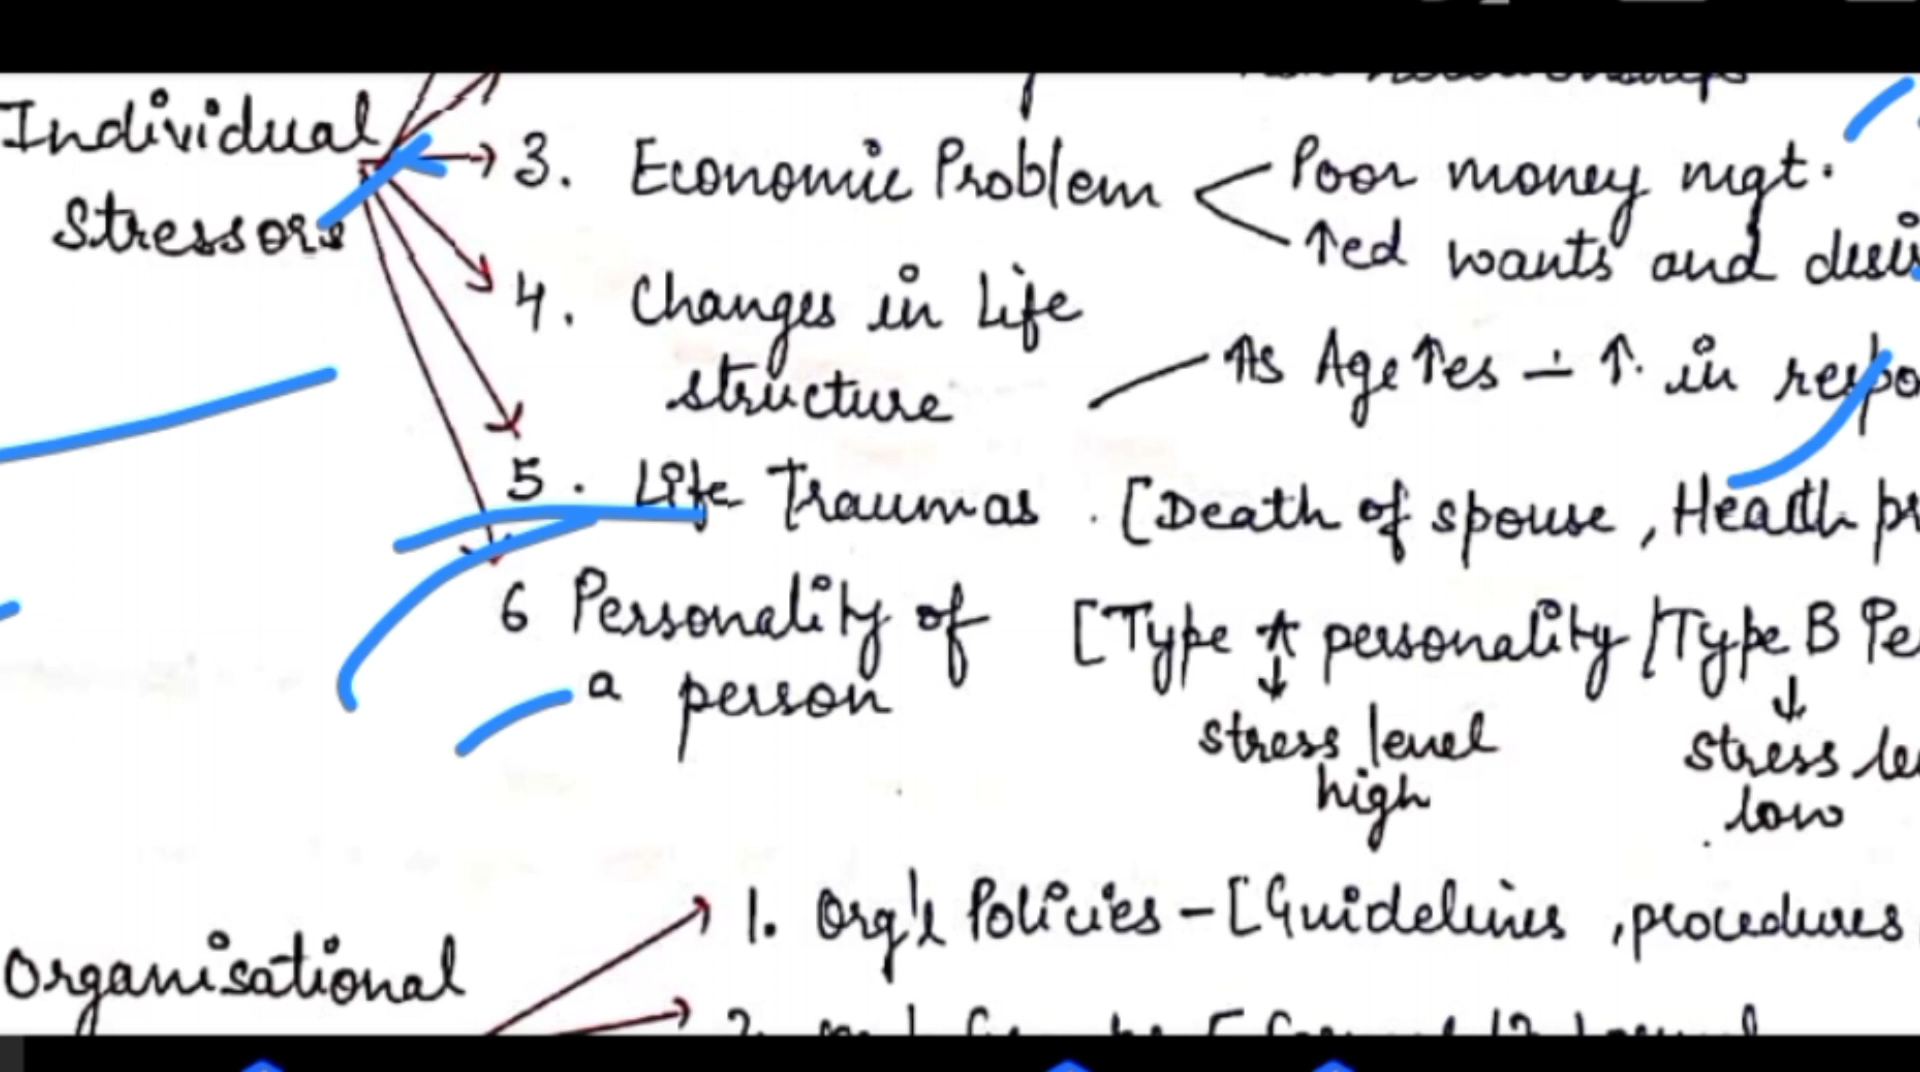 Individual
Stressors
3. Economic Problem
Poor money mgt.
↑ed wants and
4. Changes in Life
structure
As Age ↑es ∸ ↑ in
5. Life Traumas . [Death of spouse, Health
6 Personality of
a person
[Type A personality / Type B
↓
stress level
high
↓
stress
low
Organisational
1. Org'l Policies - [Guidelines, procedures
2.